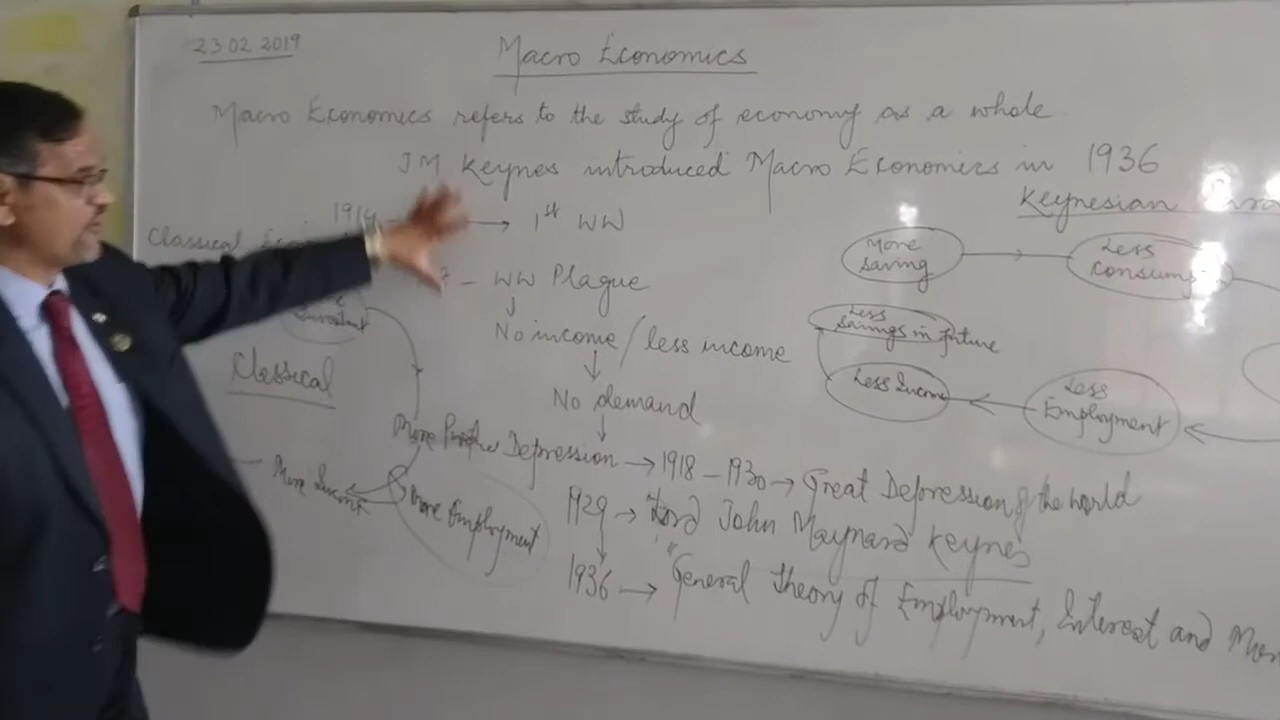 23 02 2019
Macro Economics
Macro Economics refers to the study of economy as a whole
JM Keynes introduced Macro Economics in 1936
Keynesian
1914 → 1st WW
Classical
More saving
Less
WW Plague
No income / less income
Less savings in future
Classical
Less Income
Less Employment
No demand
More Depression → 1918 – 1930 → Great Depression of the world
More
More Employment
1929 → Lord John Maynard Keynes
1936 → "General Theory of Employment, Interest and